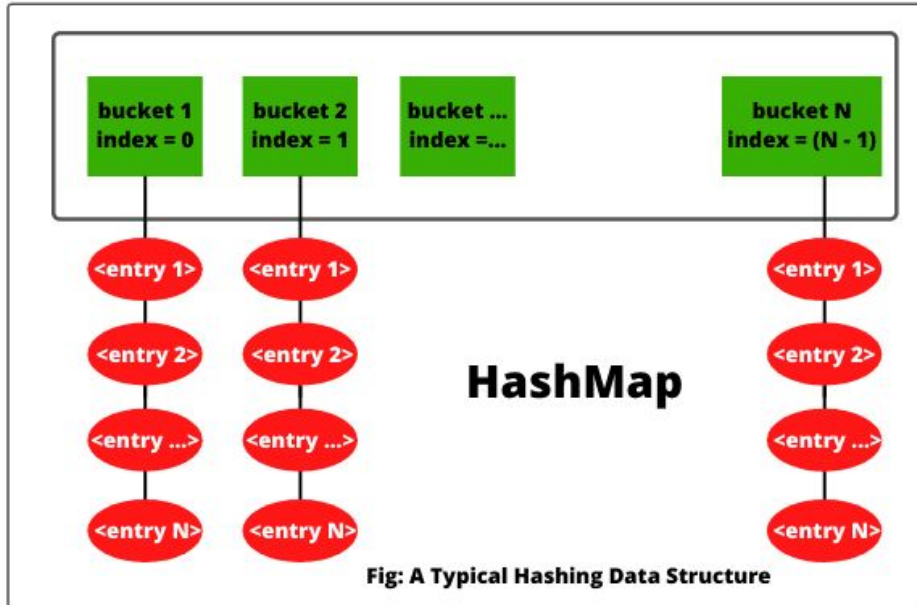 bucket 1
index = 0
bucket 2
index = 1
bucket ...
index =...
bucket N
index = (N - 1)
<entry 1>
<entry 1>
<entry 1>
<entry 2>
<entry 2>
<entry 2>
HashMap
<entry ...>
<entry ...>
<entry ...>
<entry N>
<entry N>
<entry N>
Fig: A Typical Hashing Data Structure